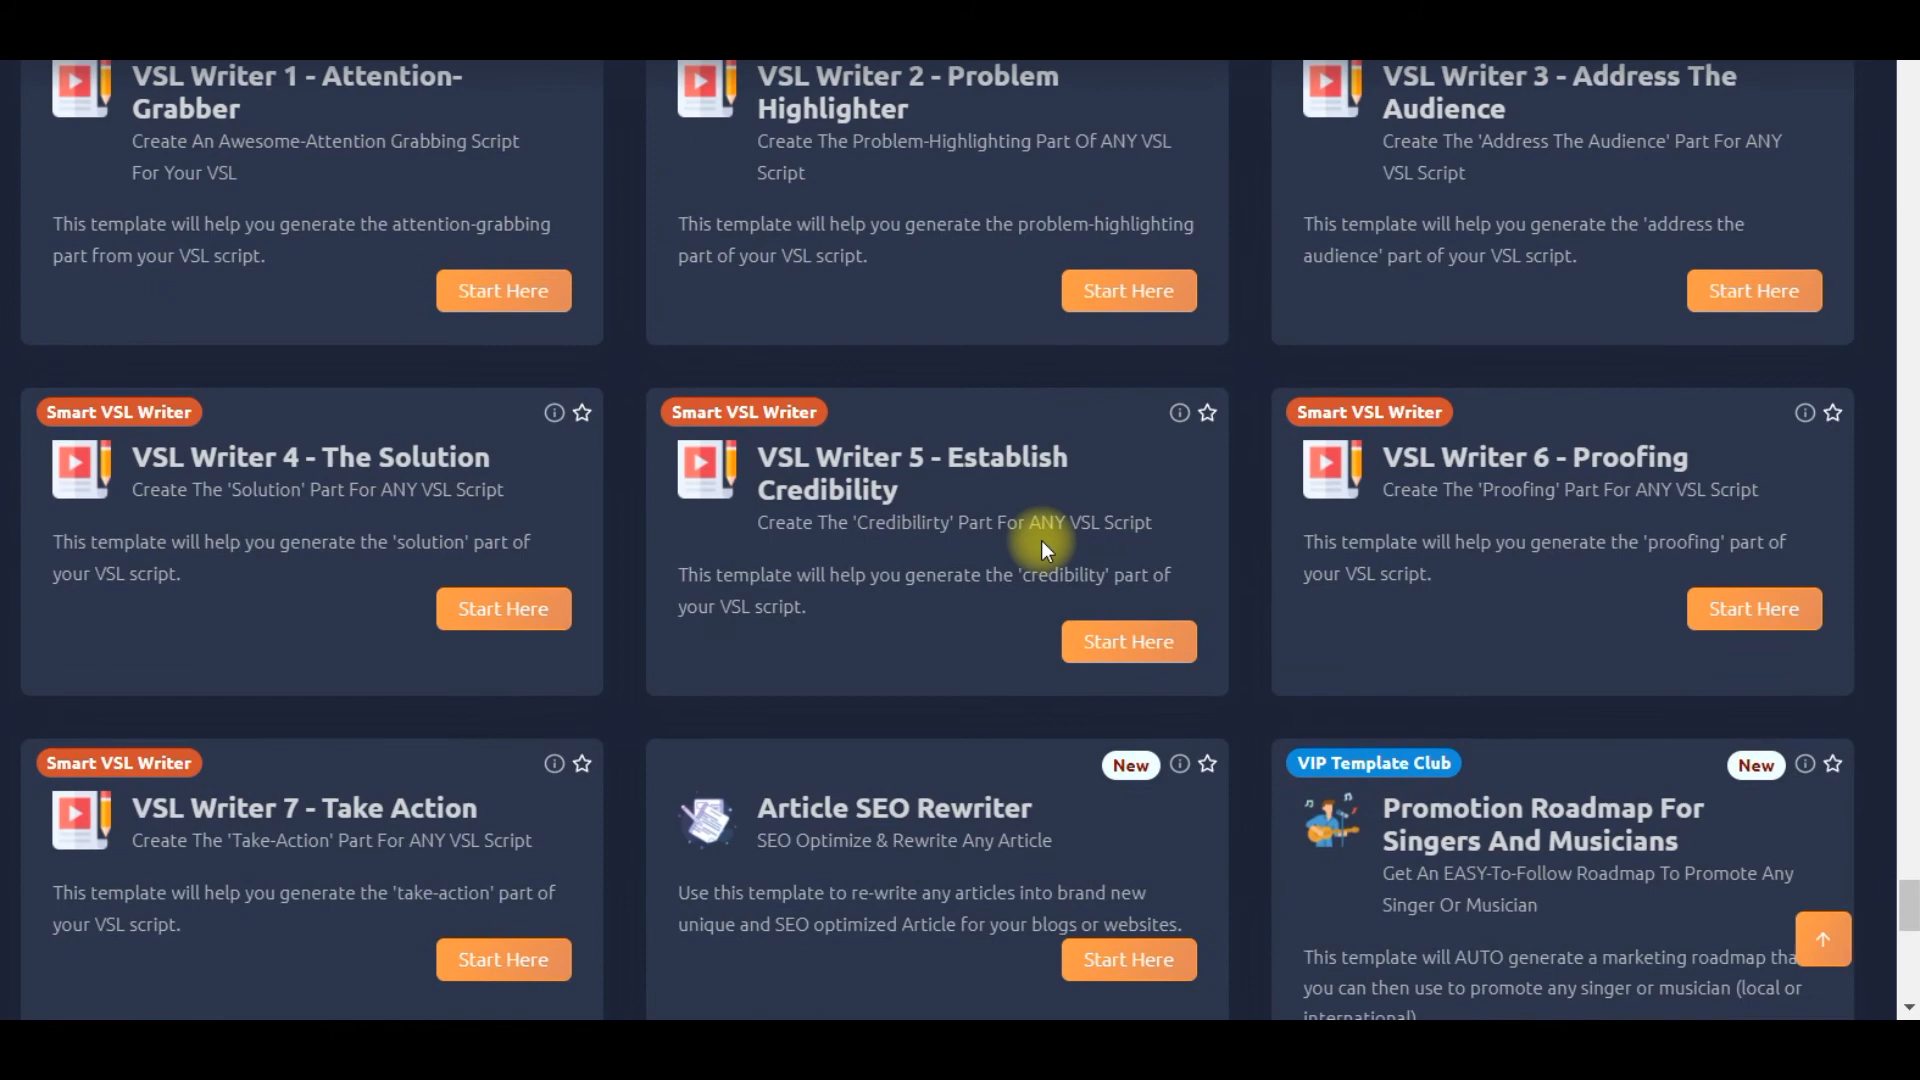 VSL Writer 1 - Attention-
Grabber
Create An Awesome-Attention Grabbing Script
For Your VSL
This template will help you generate the attention-grabbing
part from your VSL script.
Start Here
VSL Writer 2 - Problem
Highlighter
Create The Problem-Highlighting Part Of ANY VSL
Script
This template will help you generate the problem-highlighting
part of your VSL script.
Start Here
VSL Writer 3 - Address The
Audience
Create The 'Address The Audience' Part For ANY
VSL Script
This template will help you generate the 'address the
audience' part of your VSL script.
Start Here
Smart VSL Writer
VSL Writer 4 - The Solution
Create The 'Solution' Part For ANY VSL Script
This template will help you generate the 'solution' part of
your VSL script.
Start Here
Smart VSL Writer
VSL Writer 5 - Establish
Credibility
Create The 'Credibilirty' Part For ANY VSL Script
This template will help you generate the 'credibility' part of
your VSL script.
Start Here
Smart VSL Writer
VSL Writer 6 - Proofing
Create The 'Proofing' Part For ANY VSL Script
This template will help you generate the 'proofing' part of
your VSL script.
Start Here
Smart VSL Writer
VSL Writer 7 - Take Action
Create The 'Take-Action' Part For ANY VSL Script
This template will help you generate the 'take-action' part of
your VSL script.
Start Here
New
Article SEO Rewriter
SEO Optimize & Rewrite Any Article
Use this template to re-write any articles into brand new
unique and SEO optimized Article for your blogs or websites.
Start Here
VIP Template Club
New
Promotion Roadmap For
Singers And Musicians
Get An EASY-To-Follow Roadmap To Promote Any
Singer Or Musician
This template will AUTO generate a marketing roadmap tha
you can then use to promote any singer or musician (local or
international)